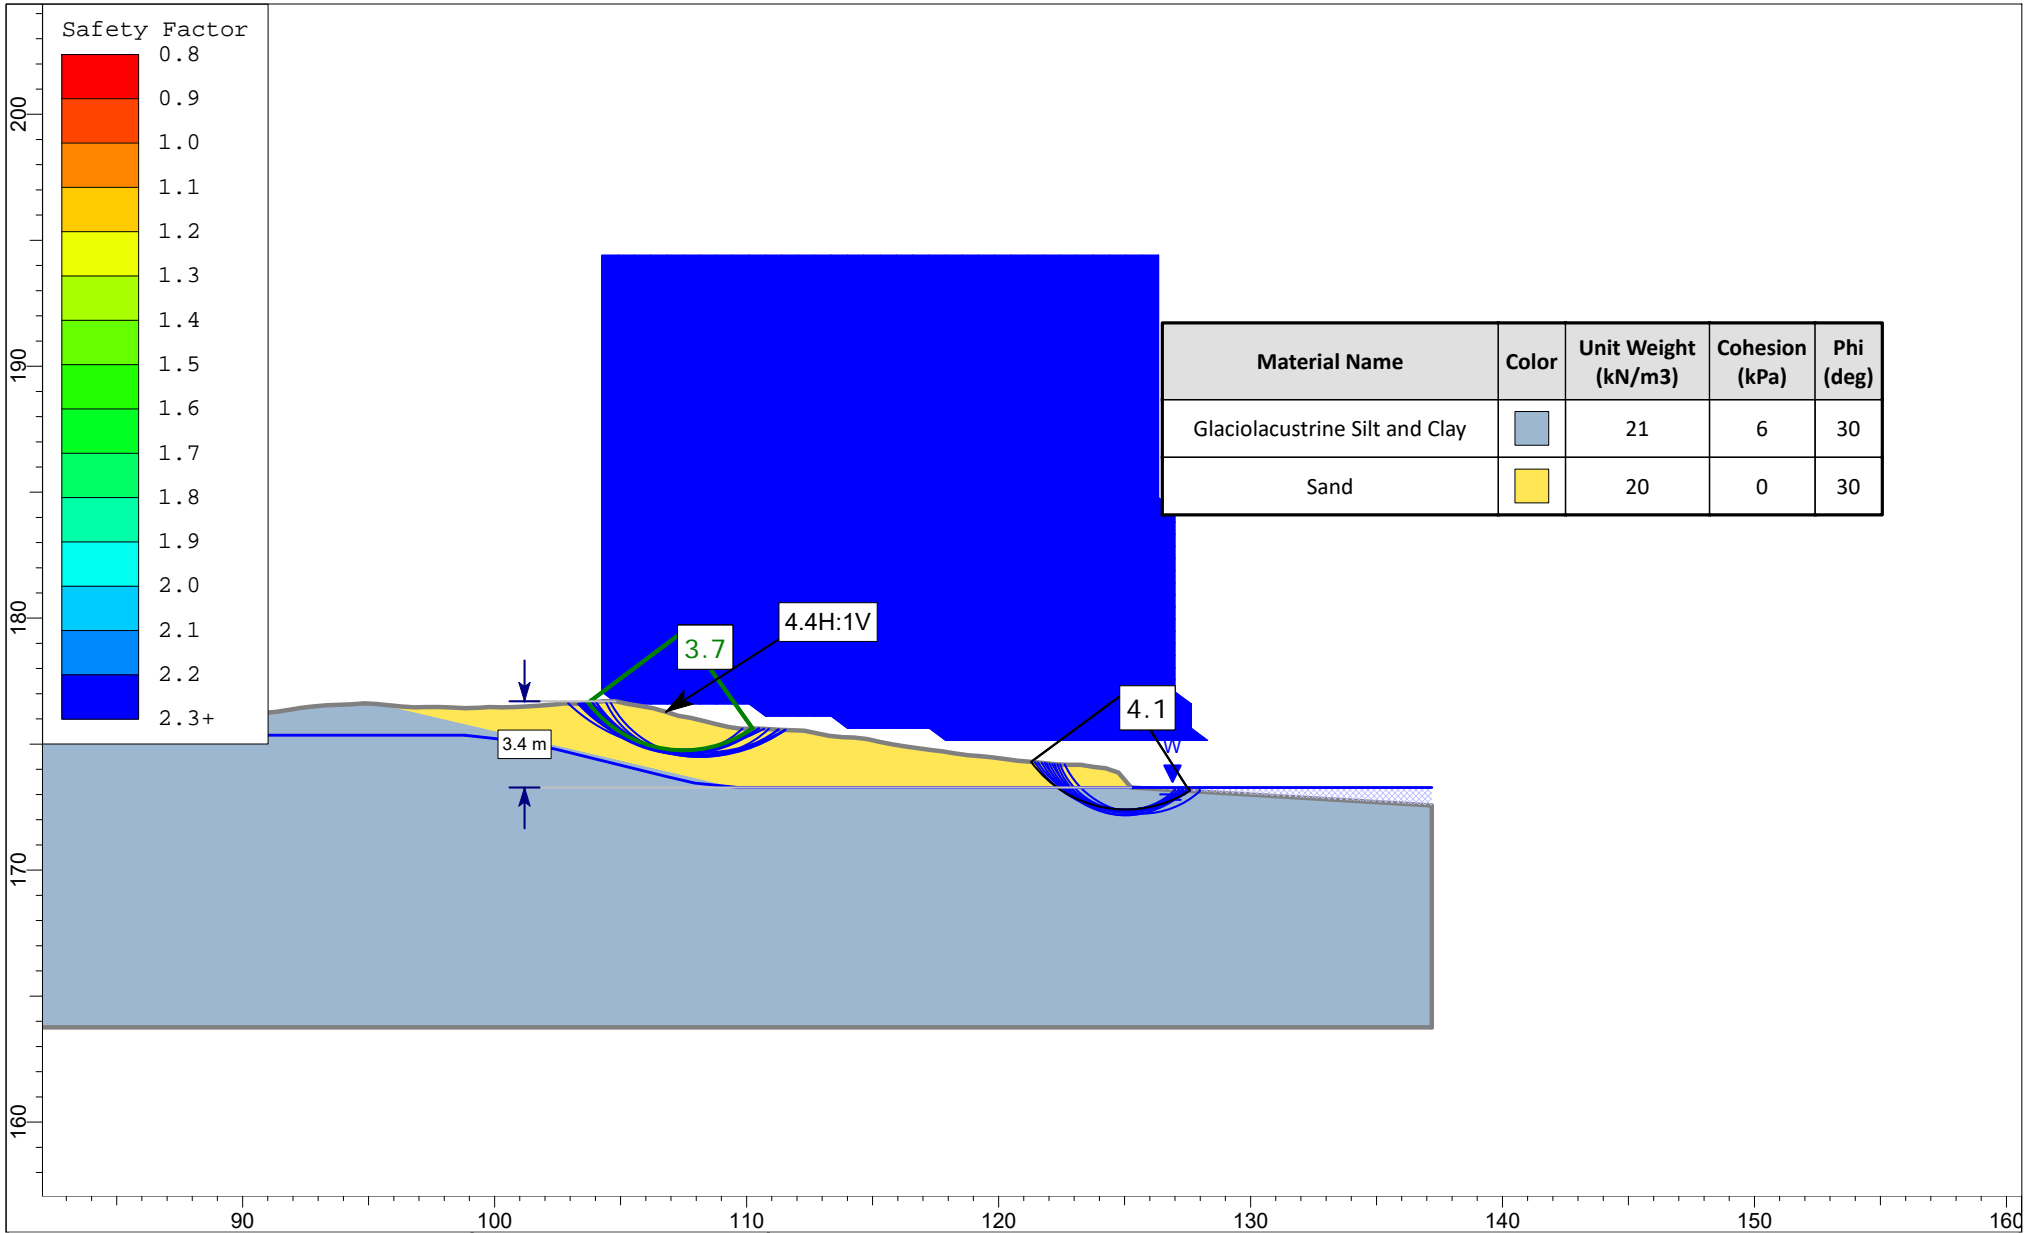 Safety Factor
0.8
0.9
1.0
1.1
1.2
1.3
1.4
1.5
1.6
1.7
1.8
1.9
2.0
2.1
2.2
2.3+
200
190
180
170
160
Material Name Color Unit Weight (kN/m3) Cohesion (kPa) Phi (deg)
Glaciolacustrine Silt and Clay 21 6 30
Sand 20 0 30
4.4H:1V
3.7
4.1
W
3.4 m
90 100 110 120 130 140 150 160